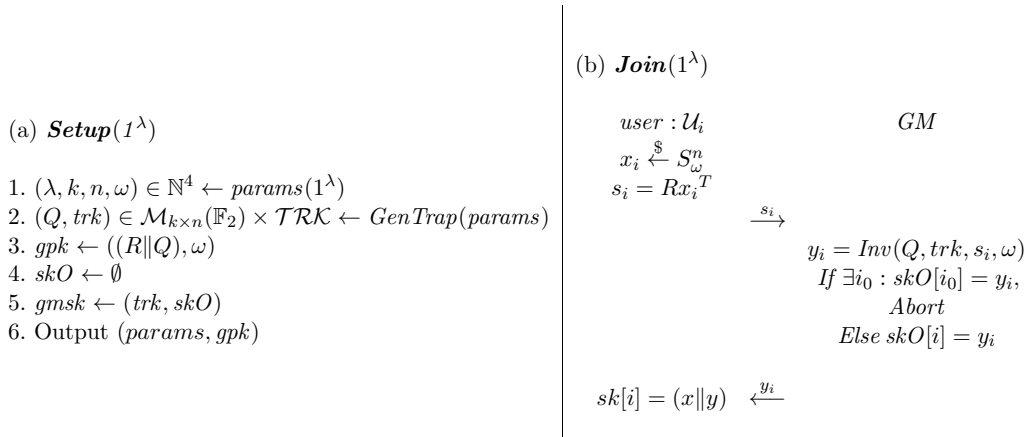 (a) Setup(1^λ)
1. (λ, k, n, ω) ∈ ℕ^4 ← params(1^λ)
2. (Q, trk) ∈ ℳ_{k×n}(𝔽_2) × 𝒯ℛ𝒦 ← GenTrap(params)
3. gpk ← ((R‖Q), ω)
4. skO ← ∅
5. gmsk ← (trk, skO)
6. Output (params, gpk)
(b) Join(1^λ)
user : 𝒰_i GM
x_i ←$ S_ω^n
s_i = Rx_i^T
s_i →
y_i = Inv(Q, trk, s_i, ω)
If ∃i_0 : skO[i_0] = y_i,
Abort
Else skO[i] = y_i
sk[i] = (x‖y) ← y_i